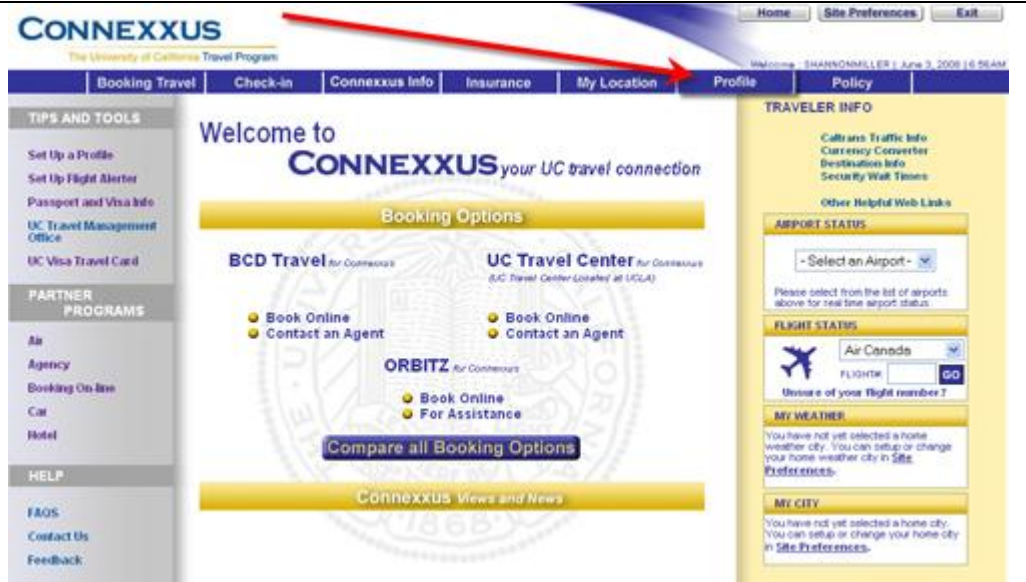 Home Site Preferences Exit
CONNEXXUS
The University of California Travel Program
Welcome : SHANNONMILLER | June 3, 2008 | 6:56AM
Booking Travel Check-in Connexxus Info Insurance My Location Profile Policy
TIPS AND TOOLS
Set Up a Profile
Set Up Flight Alerter
Passport and Visa Info
UC Travel Management
Office
UC Visa Travel Card
PARTNER
PROGRAMS
Air
Agency
Booking On-line
Car
Hotel
HELP
FAQS
Contact Us
Feedback
Welcome to
CONNEXXUS your UC travel connection
Booking Options
BCD Travel for Connexxus
Book Online
Contact an Agent
UC Travel Center for Connexxus
(UC Travel Center Located at UCLA)
Book Online
Contact an Agent
ORBITZ for Connexxus
Book Online
For Assistance
Compare all Booking Options
Connexxus Views and News
1868
TRAVELER INFO
Caltrans Traffic Info
Currency Converter
Destination Info
Security Wait Times
Other Helpful Web Links
AIRPORT STATUS
- Select an Airport -
Please select from the list of airports
above for real time airport status
FLIGHT STATUS
Air Canada
FLIGHT# GO
Unsure of your flight number?
MY WEATHER
You have not yet selected a home
weather city. You can setup or change
your home weather city in Site
Preferences.
MY CITY
You have not yet selected a home city.
You can setup or change your home city
in Site Preferences.